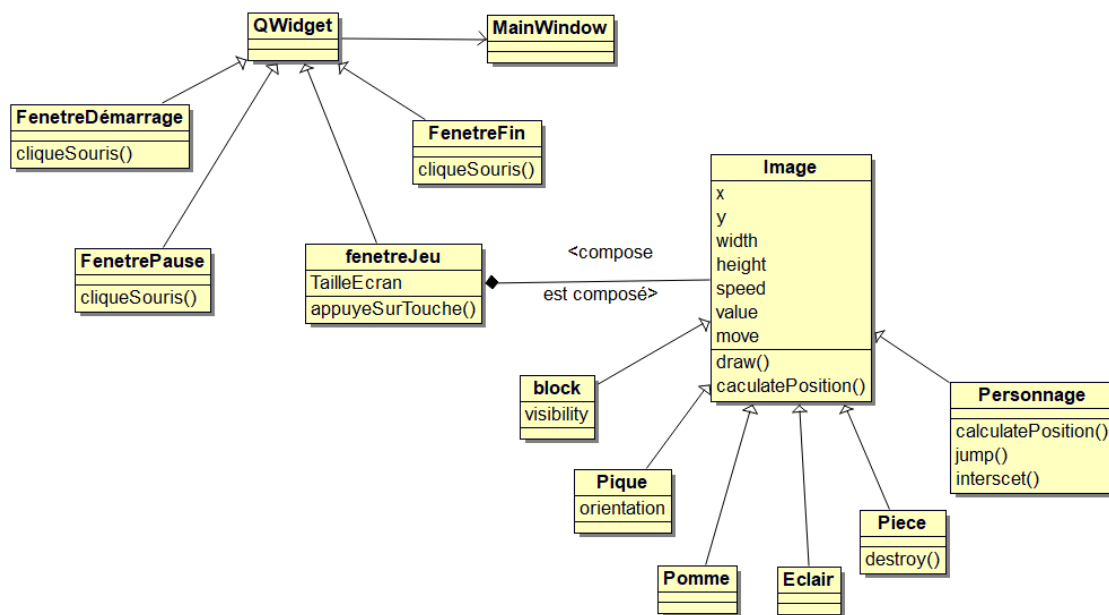 QWidget
MainWindow
FenetreDémarrage
cliqueSouris()
FenetreFin
cliqueSouris()
FenetrePause
cliqueSouris()
fenetreJeu
TailleEcran
appuyeSurTouche()
<compose
est composé>
Image
x
y
width
height
speed
value
move
draw()
caculatePosition()
block
visibility
Pique
orientation
Pomme
Eclair
Piece
destroy()
Personnage
calculatePosition()
jump()
interscet()